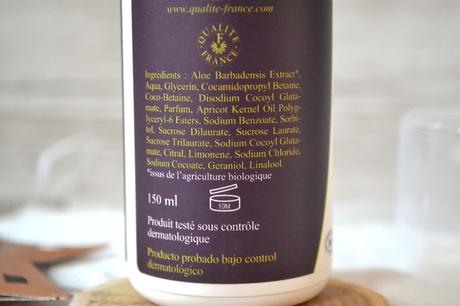 www.qualite-france.com
QUALITÉ
F
FRANCE
Ingrédients : Aloe Barbadensis Extract*,
Aqua, Glycerin, Cocamidopropyl Betaine,
Coco-Betaine, Disodium Cocoyl Gluta-
mate, Parfum, Apricot Kernel Oil Polyg-
lyceryl-6 Esters, Sodium Benzoate, Sorbi-
tol, Sucrose Dilaurate, Sucrose Laurate,
Sucrose Trilaurate, Sodium Cocoyl Gluta-
mate, Citral, Limonene, Sodium Chloride,
Sodium Cocoate, Geraniol, Linalool.
*issus de l'agriculture biologique
150 ml
10M
Produit testé sous contrôle
dermatologique
Producto probado bajo control
dermatológico